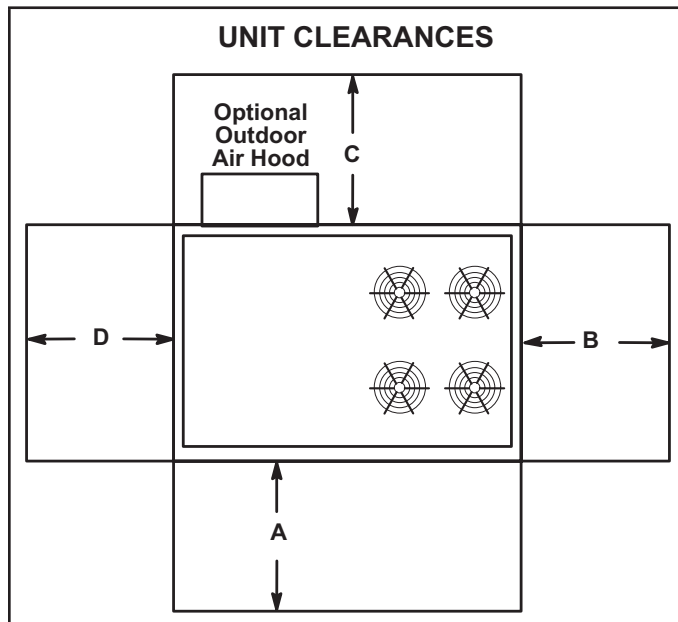 UNIT CLEARANCES
Optional
Outdoor
Air Hood
C
D
B
A